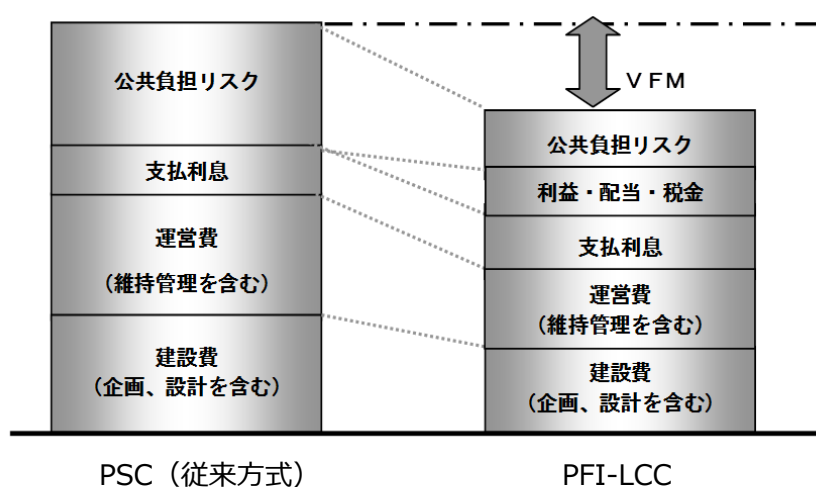 公共負担リスク
支払利息
運営費
（維持管理を含む）
建設費
（企画、設計を含む）
PSC（従来方式）
ＶＦＭ
公共負担リスク
利益・配当・税金
支払利息
運営費
（維持管理を含む）
建設費
（企画、設計を含む）
PFI-LCC